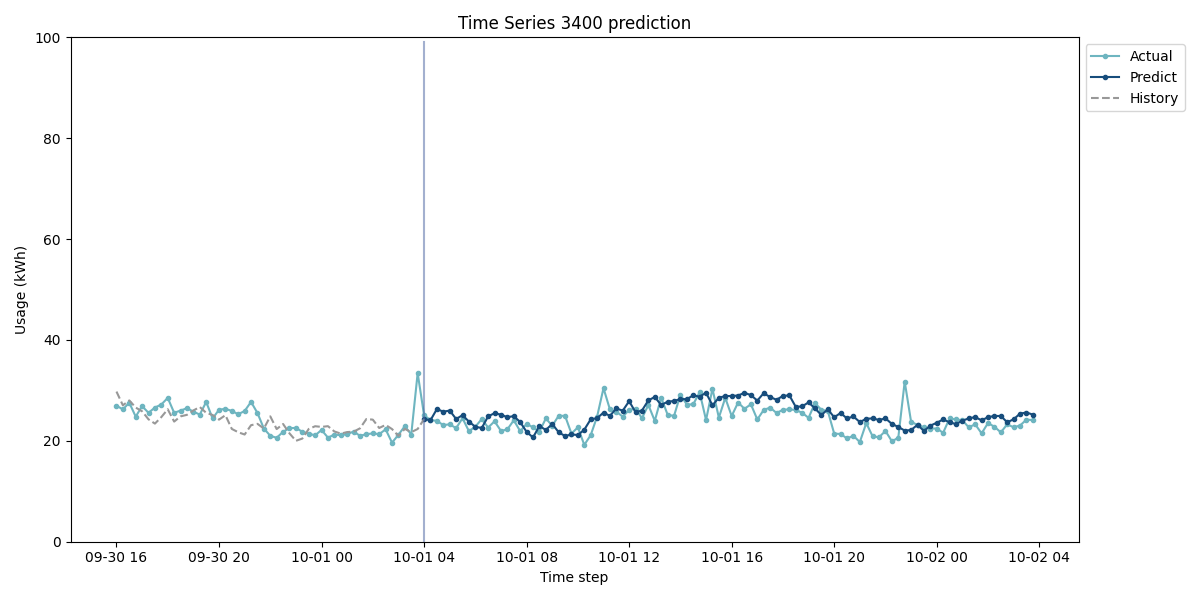 Time Series 3400 prediction
Usage (kWh)
100
80
60
40
20
0
09-30 16
09-30 20
10-01 00
10-01 04
10-01 08
10-01 12
10-01 16
10-01 20
10-02 00
10-02 04
Time step
Actual
Predict
History